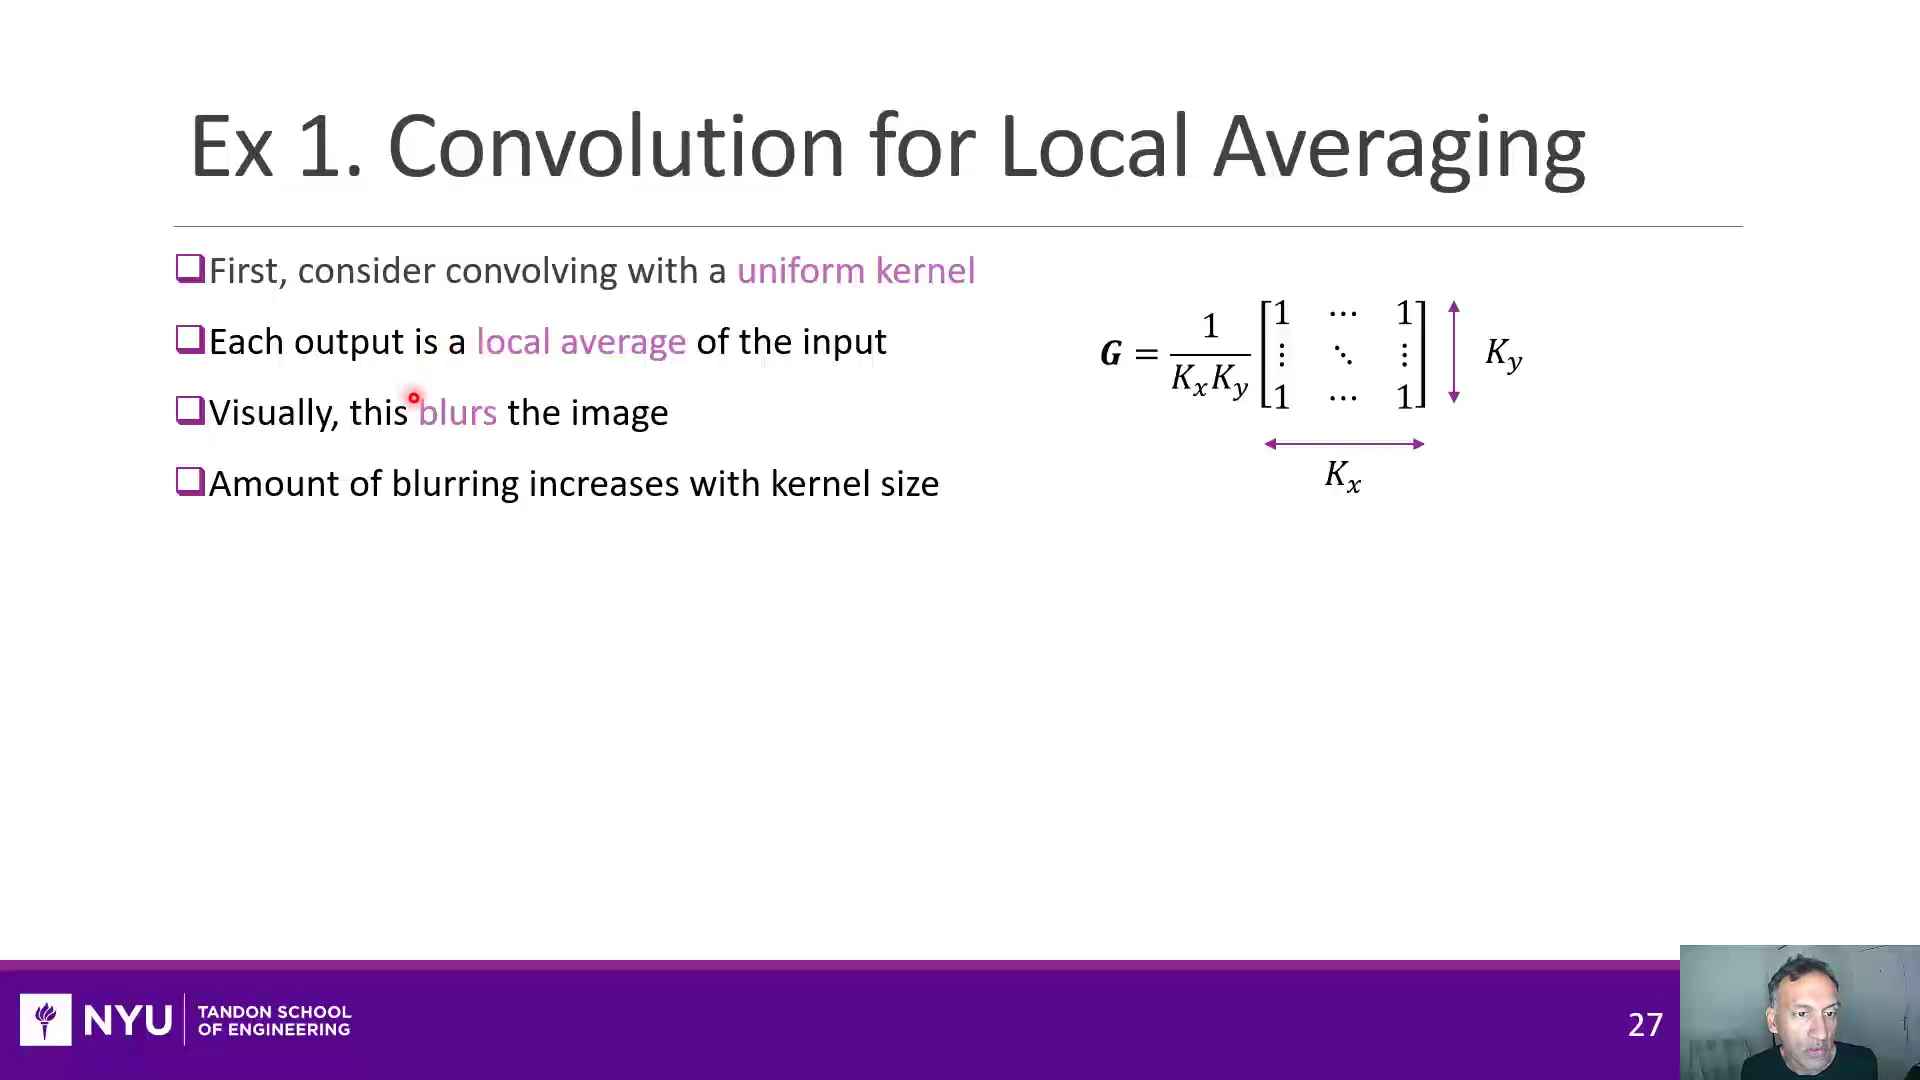 Ex 1. Convolution for Local Averaging
❑First, consider convolving with a uniform kernel
❑Each output is a local average of the input
❑Visually, this blurs the image
❑Amount of blurring increases with kernel size
G = 1/(K_x K_y) [1 ⋯ 1; ⋮ ⋱ ⋮; 1 ⋯ 1] K_y
K_x
NYU TANDON SCHOOL
OF ENGINEERING
27